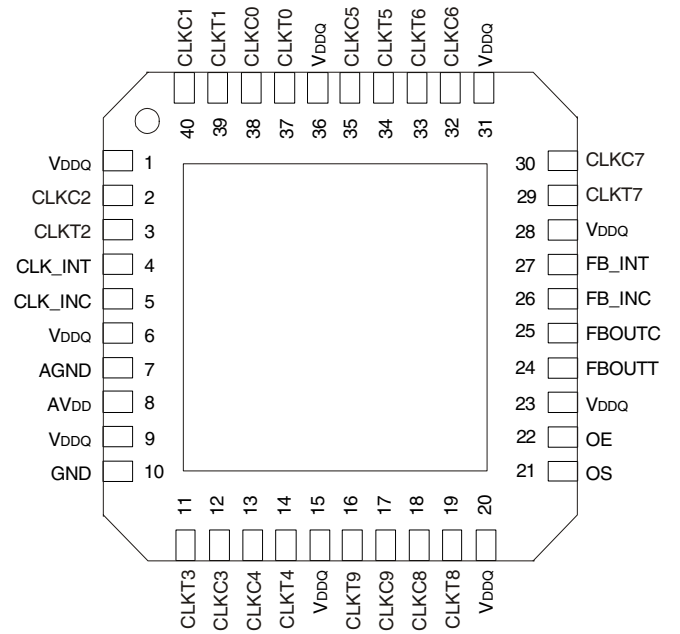 CLKC1 CLKT1 CLKC0 CLKT0 VDDQ CLKC5 CLKT5 CLKT6 CLKC6 VDDQ
40 39 38 37 36 35 34 33 32 31
VDDQ 1
CLKC2 2
CLKT2 3
CLK_INT 4
CLK_INC 5
VDDQ 6
AGND 7
AVDD 8
VDDQ 9
GND 10
30 CLKC7
29 CLKT7
28 VDDQ
27 FB_INT
26 FB_INC
25 FBOUTC
24 FBOUTT
23 VDDQ
22 OE
21 OS
11 12 13 14 15 16 17 18 19 20
CLKT3 CLKC3 CLKC4 CLKT4 VDDQ CLKT9 CLKC9 CLKC8 CLKT8 VDDQ